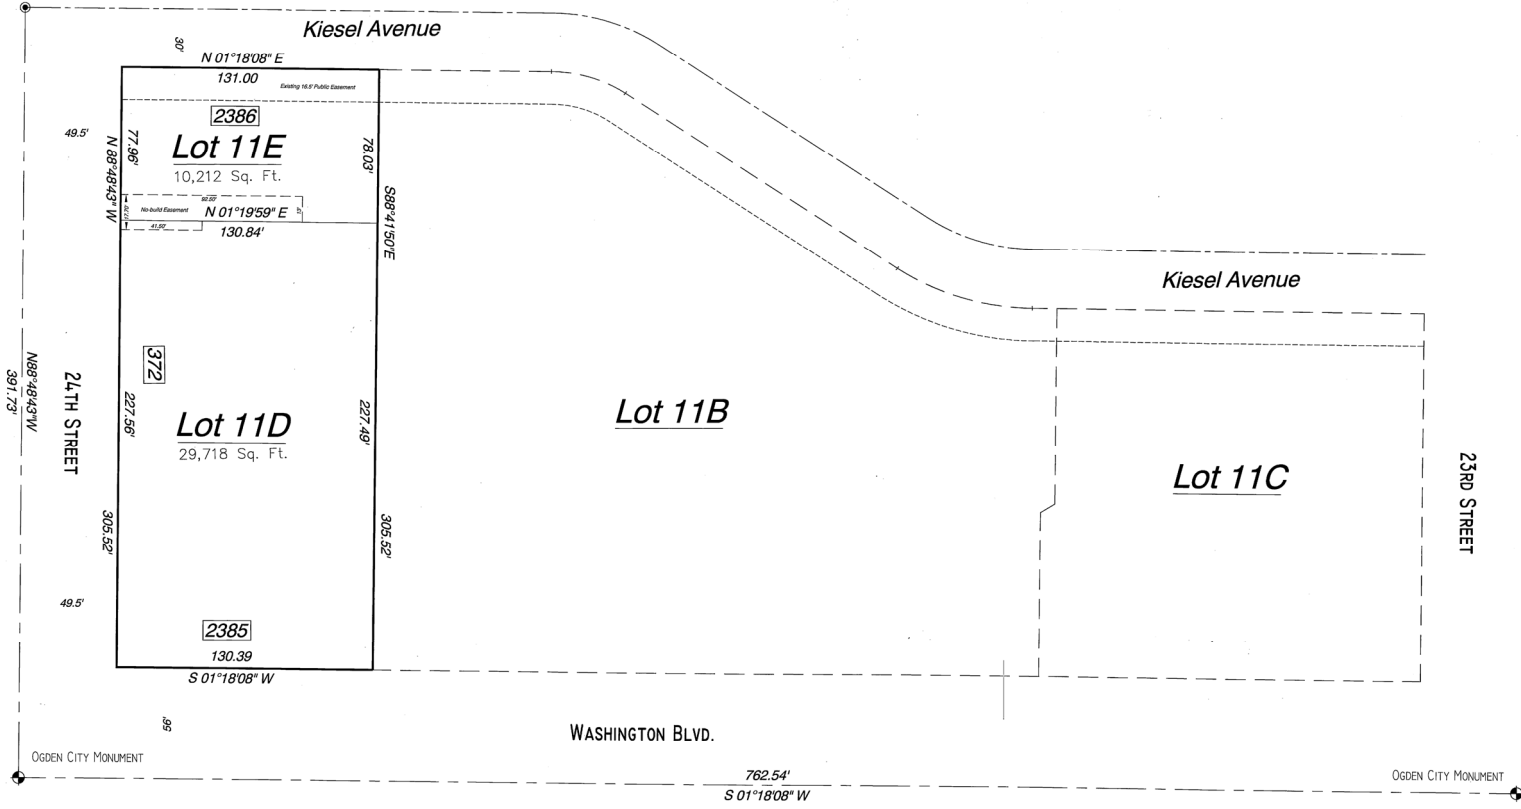 Kiesel Avenue
30'
N 01°18'08" E
131.00
Existing 16.5' Public Easement
2386
49.5'
N 88°48'43" W
77.96'
Lot 11E
10,212 Sq. Ft.
78.03'
S88°41'50"E
92.50'
No-build Easement
N 01°19'59" E
41.50'
130.84'
Kiesel Avenue
N88°48'43"W
391.73'
24TH STREET
372
227.56'
Lot 11D
29,718 Sq. Ft.
227.49'
Lot 11B
Lot 11C
23RD STREET
305.52'
305.52'
49.5'
2385
130.39
S 01°18'08" W
WASHINGTON BLVD.
OGDEN CITY MONUMENT
762.54'
S 01°18'08" W
OGDEN CITY MONUMENT